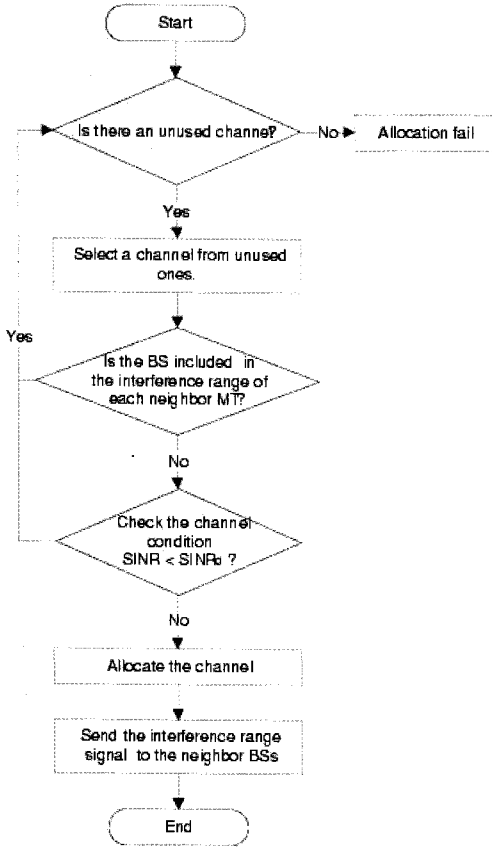 Start
Is there an unused channel?
No
Allocation fail
Yes
Select a channel from unused
ones.
Yes
Is the BS included in
the interference range of
each neighbor MT?
No
Check the channel
condition
SINR < SINR ?
No
Allocate the channel
Send the interference range
signal to the neighbor BSs
End